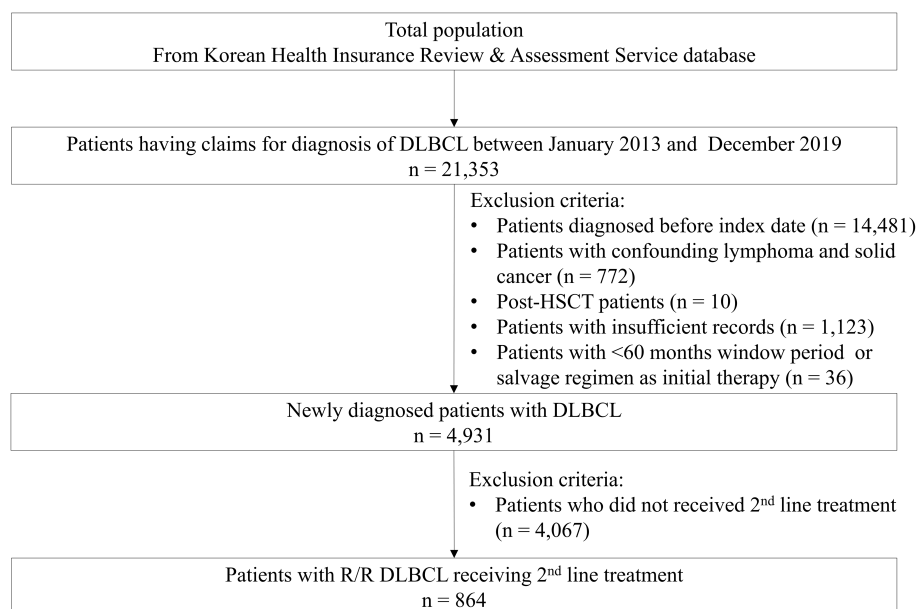 Total population
From Korean Health Insurance Review & Assessment Service database
Patients having claims for diagnosis of DLBCL between January 2013 and December 2019
n = 21,353
Exclusion criteria:
• Patients diagnosed before index date (n = 14,481)
• Patients with confounding lymphoma and solid
cancer (n = 772)
• Post-HSCT patients (n = 10)
• Patients with insufficient records (n = 1,123)
• Patients with <60 months window period or
salvage regimen as initial therapy (n = 36)
Newly diagnosed patients with DLBCL
n = 4,931
Exclusion criteria:
• Patients who did not received 2nd line treatment
(n = 4,067)
Patients with R/R DLBCL receiving 2nd line treatment
n = 864